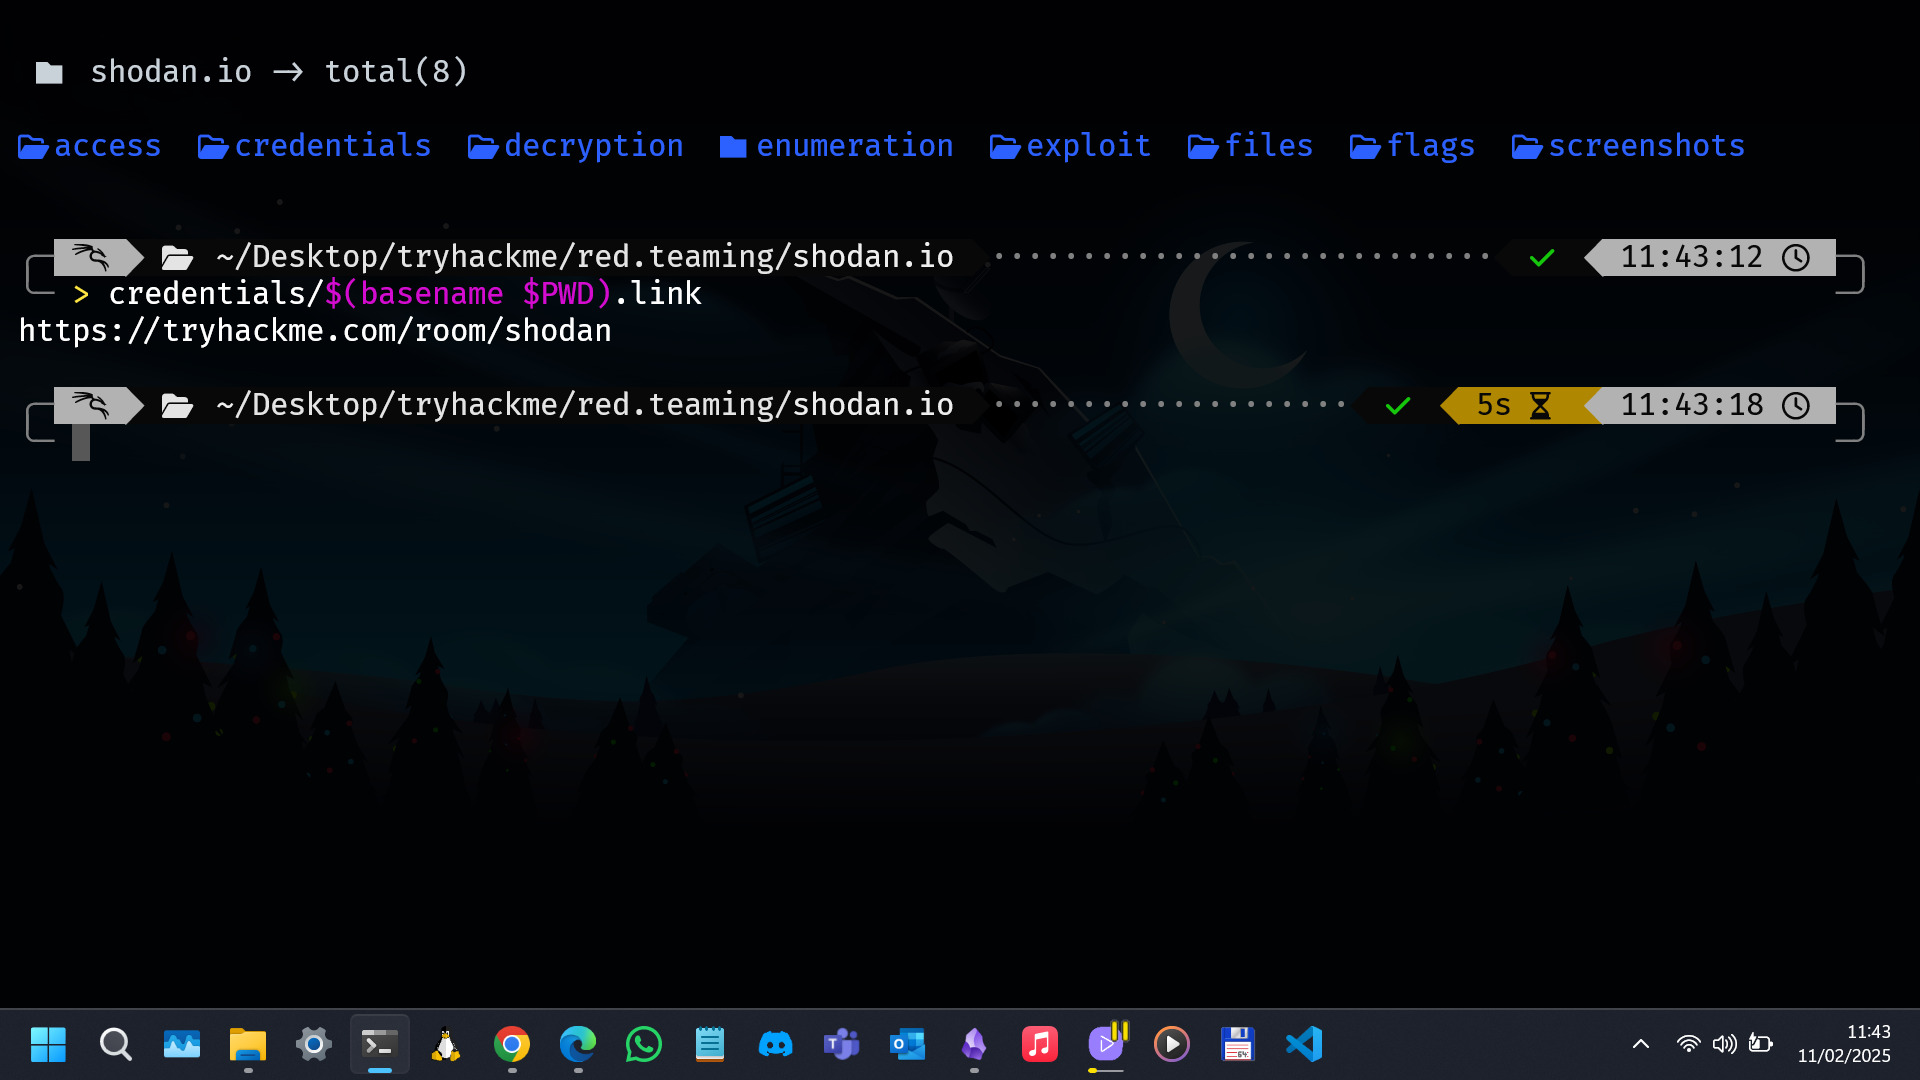 shodan.io → total(8)
access credentials decryption enumeration exploit files flags screenshots
~/Desktop/tryhackme/red.teaming/shodan.io 11:43:12
> credentials/$(basename $PWD).link
https://tryhackme.com/room/shodan
~/Desktop/tryhackme/red.teaming/shodan.io 5s 11:43:18
11:43
11/02/2025